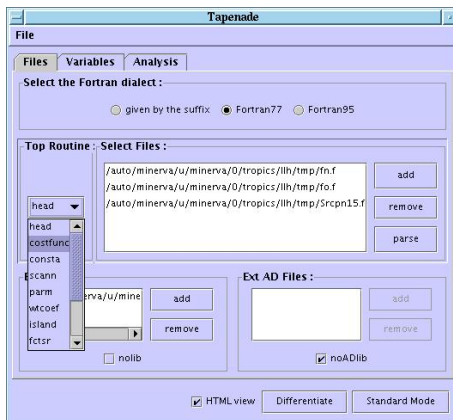 Tapenade
File
Files Variables Analysis
Select the Fortran dialect :
given by the suffix Fortran77 Fortran95
Top Routine : Select Files :
/auto/minerva/u/minerva/0/tropics/llh/tmp/fn.f
/auto/minerva/u/minerva/0/tropics/llh/tmp/fo.f
/auto/minerva/u/minerva/0/tropics/llh/tmp/Srcpn15.f
add
remove
parse
head
head
costfunc
consta
scann
parm
wtcoef
island
fctsr
erva/u/mine
add
remove
nolib
Ext AD Files :
add
remove
noADlib
HTML view Differentiate Standard Mode